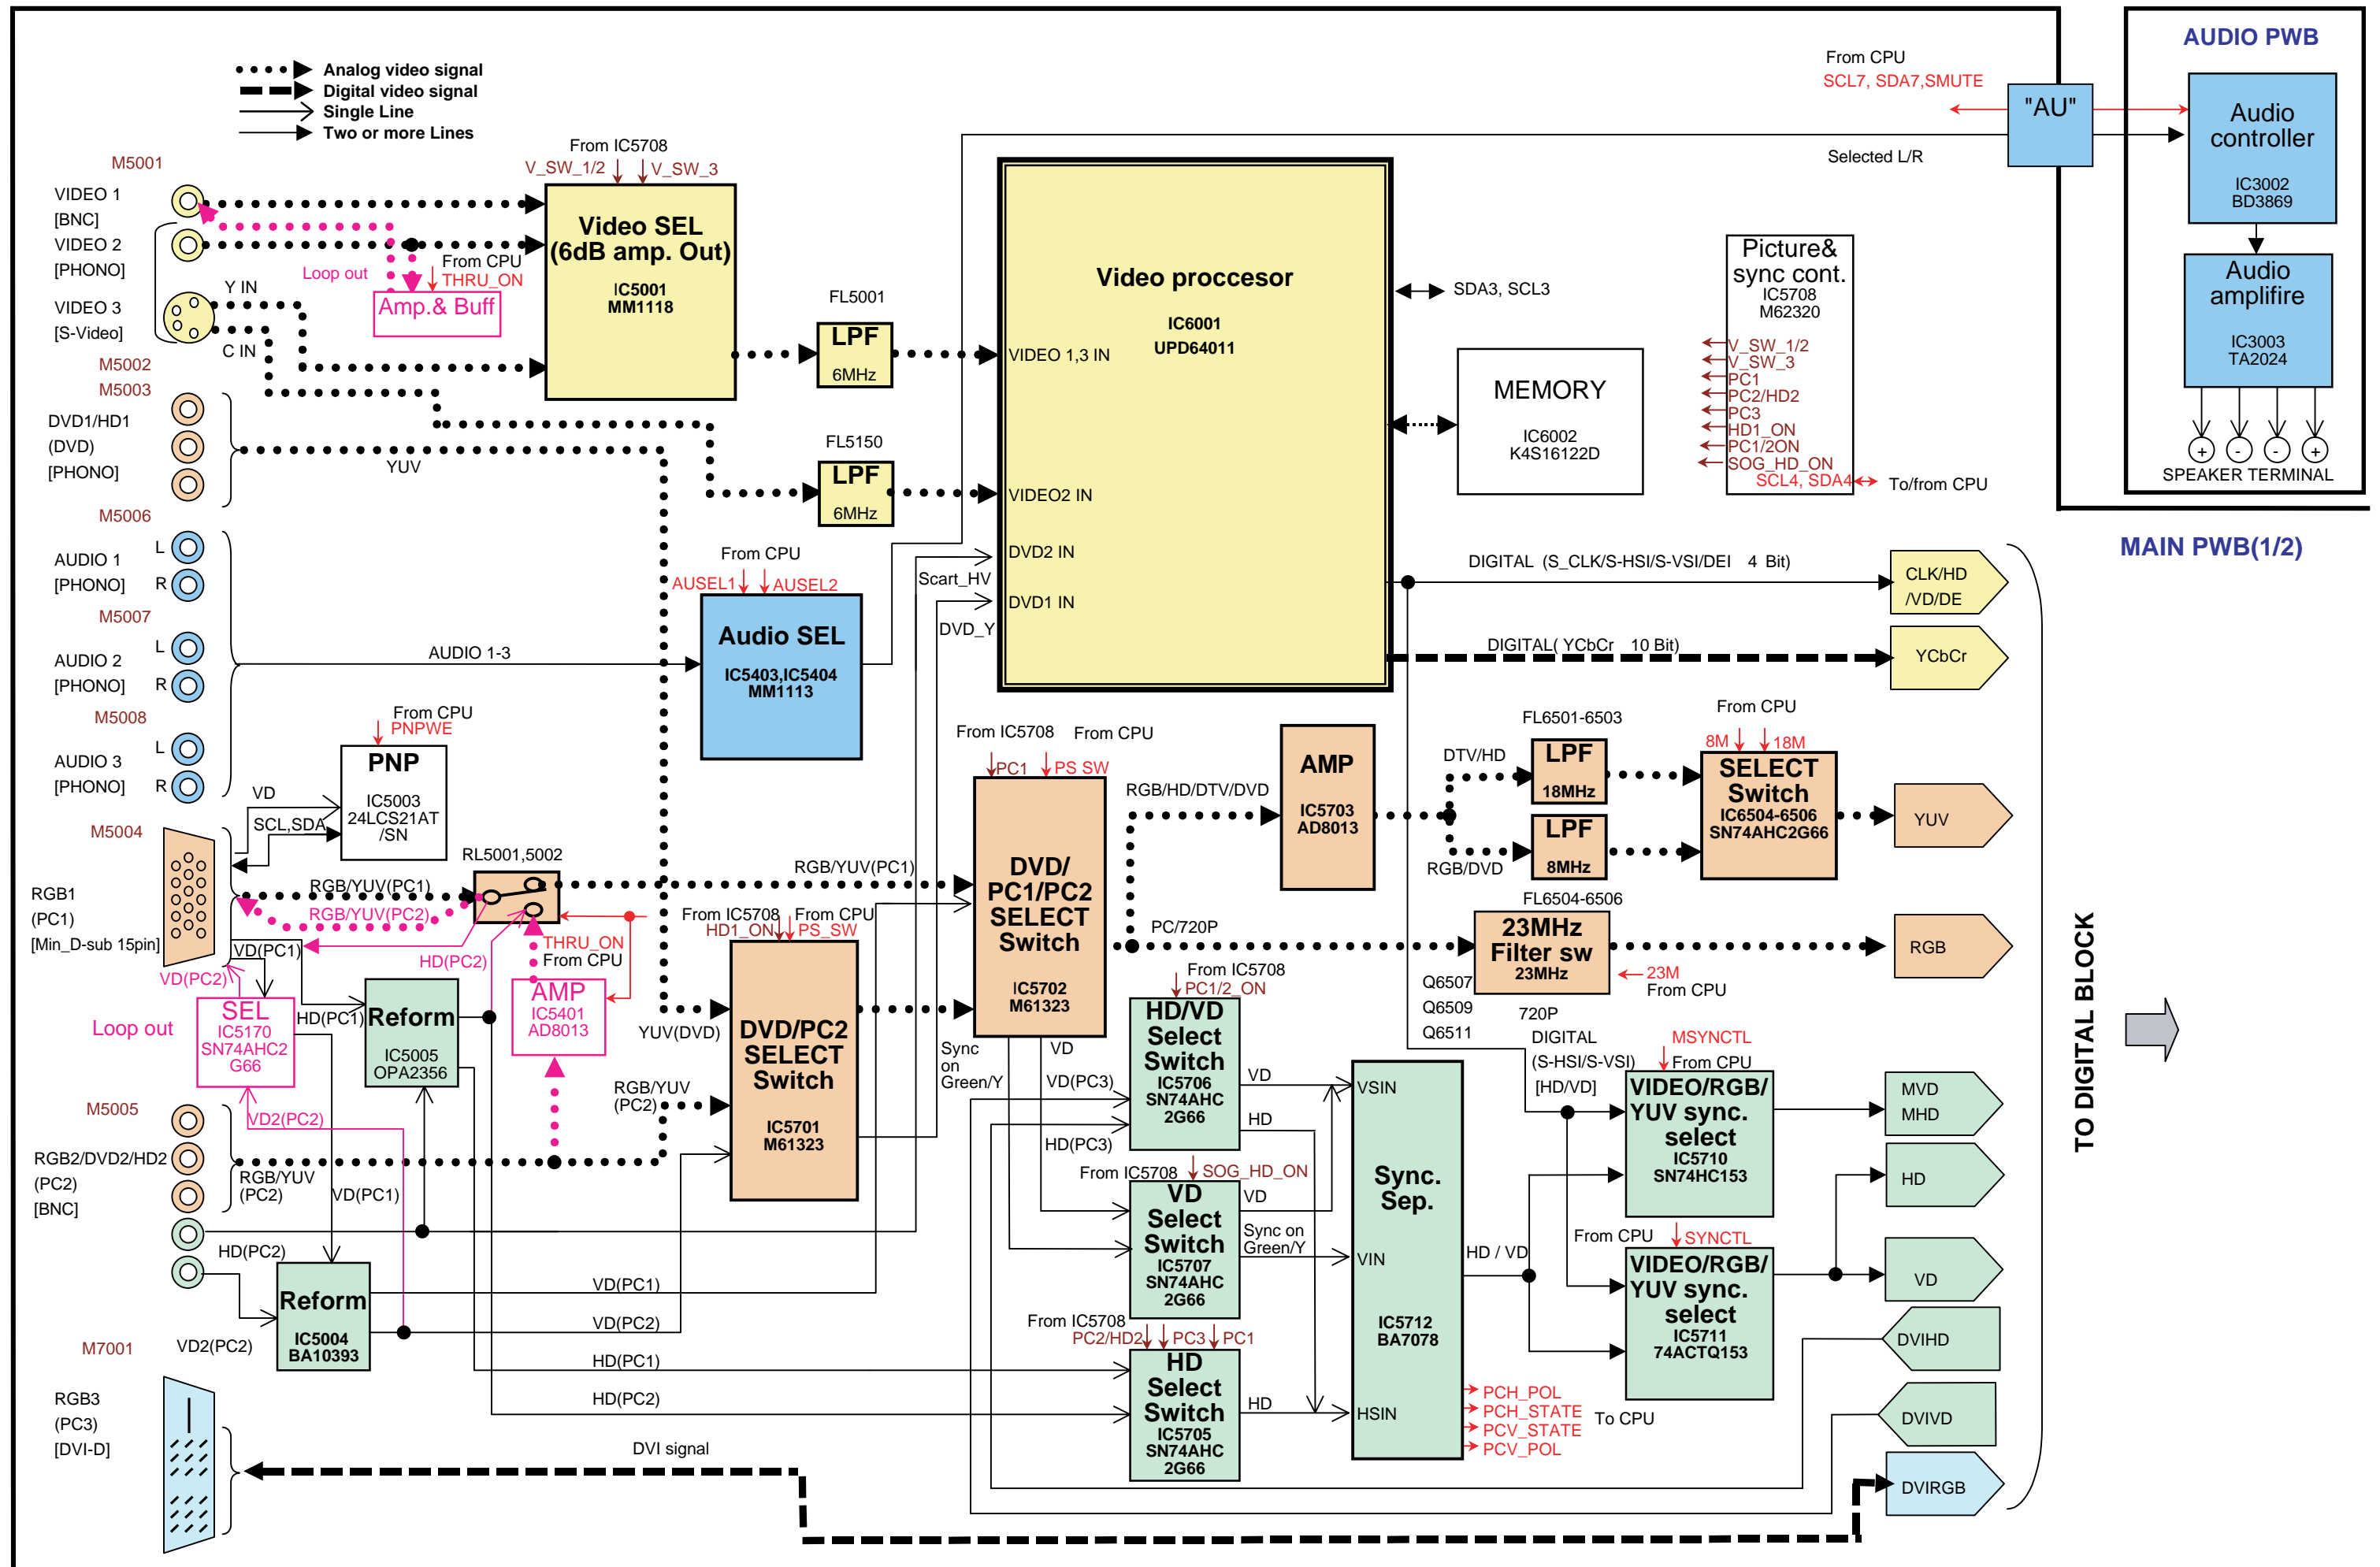 Analog video signal
Digital video signal
Single Line
Two or more Lines
AUDIO PWB
From CPU
SCL7, SDA7,SMUTE
"AU"
Selected L/R
Audio
controller
IC3002
BD3869
Audio
amplifire
IC3003
TA2024
+
-
-
+
SPEAKER TERMINAL
MAIN PWB(1/2)
M5001
VIDEO 1
[BNC]
VIDEO 2
[PHONO]
VIDEO 3
[S-Video]
Y IN
C IN
M5002
M5003
DVD1/HD1
(DVD)
[PHONO]
YUV
Loop out
From CPU
THRU_ON
Amp.& Buff
From IC5708
V_SW_1/2
V_SW_3
Video SEL
(6dB amp. Out)
IC5001
MM1118
FL5001
LPF
6MHz
FL5150
LPF
6MHz
Video proccesor
IC6001
UPD64011
VIDEO 1,3 IN
VIDEO2 IN
DVD2 IN
DVD1 IN
Scart_HV
DVD_Y
SDA3, SCL3
MEMORY
IC6002
K4S16122D
Picture&
sync cont.
IC5708
M62320
V_SW_1/2
V_SW_3
PC1
PC2/HD2
PC3
HD1_ON
PC1/2ON
SOG_HD_ON
SCL4, SDA4
To/from CPU
M5006
AUDIO 1
[PHONO]
L
R
M5007
AUDIO 2
[PHONO]
L
R
M5008
AUDIO 3
[PHONO]
L
R
AUDIO 1-3
From CPU
AUSEL1
AUSEL2
Audio SEL
IC5403,IC5404
MM1113
DIGITAL (S_CLK/S-HSI/S-VSI/DEI 4 Bit)
CLK/HD
/VD/DE
DIGITAL( YCbCr 10 Bit)
YCbCr
From CPU
PNPWE
PNP
IC5003
24LCS21AT
/SN
VD
SCL,SDA
M5004
RGB1
(PC1)
[Min_D-sub 15pin]
RGB/YUV(PC1)
RGB/YUV(PC2)
RL5001,5002
RGB/YUV(PC1)
VD(PC1)
VD(PC2)
HD(PC2)
HD(PC1)
THRU_ON
From CPU
AMP
IC5401
AD8013
Loop out
SEL
IC5170
SN74AHC2
G66
Reform
IC5005
OPA2356
From IC5708
HD1_ON
From CPU
PS_SW
YUV(DVD)
RGB/YUV
(PC2)
DVD/PC2
SELECT
Switch
IC5701
M61323
From IC5708
From CPU
PC1
PS SW
DVD/
PC1/PC2
SELECT
Switch
IC5702
M61323
Sync
on
Green/Y
VD
RGB/HD/DTV/DVD
AMP
IC5703
AD8013
DTV/HD
RGB/DVD
FL6501-6503
LPF
18MHz
LPF
8MHz
From CPU
8M
18M
SELECT
Switch
IC6504-6506
SN74AHC2G66
YUV
PC/720P
FL6504-6506
23MHz
Filter sw
23MHz
Q6507
Q6509
Q6511
23M
From CPU
RGB
From IC5708
PC1/2_ON
HD/VD
Select
Switch
IC5706
SN74AHC
2G66
VD(PC3)
HD(PC3)
VD
HD
From IC5708
SOG_HD_ON
VD
Select
Switch
IC5707
SN74AHC
2G66
VD
Sync on
Green/Y
From IC5708
PC2/HD2
PC3
PC1
HD
Select
Switch
IC5705
SN74AHC
2G66
HD
Sync.
Sep.
IC5712
BA7078
VSIN
VIN
HSIN
HD / VD
PCH_POL
PCH_STATE
PCV_STATE
PCV_POL
To CPU
720P
DIGITAL
(S-HSI/S-VSI)
[HD/VD]
MSYNCTL
From CPU
VIDEO/RGB/
YUV sync.
select
IC5710
SN74HC153
From CPU
SYNCTL
VIDEO/RGB/
YUV sync.
select
IC5711
74ACTQ153
MVD
MHD
HD
VD
DVIHD
DVIVD
DVIRGB
TO DIGITAL BLOCK
M5005
RGB2/DVD2/HD2
(PC2)
[BNC]
VD2(PC2)
RGB/YUV
(PC2)
VD(PC1)
HD(PC2)
VD2(PC2)
Reform
IC5004
BA10393
VD(PC1)
VD(PC2)
HD(PC1)
HD(PC2)
M7001
RGB3
(PC3)
[DVI-D]
DVI signal